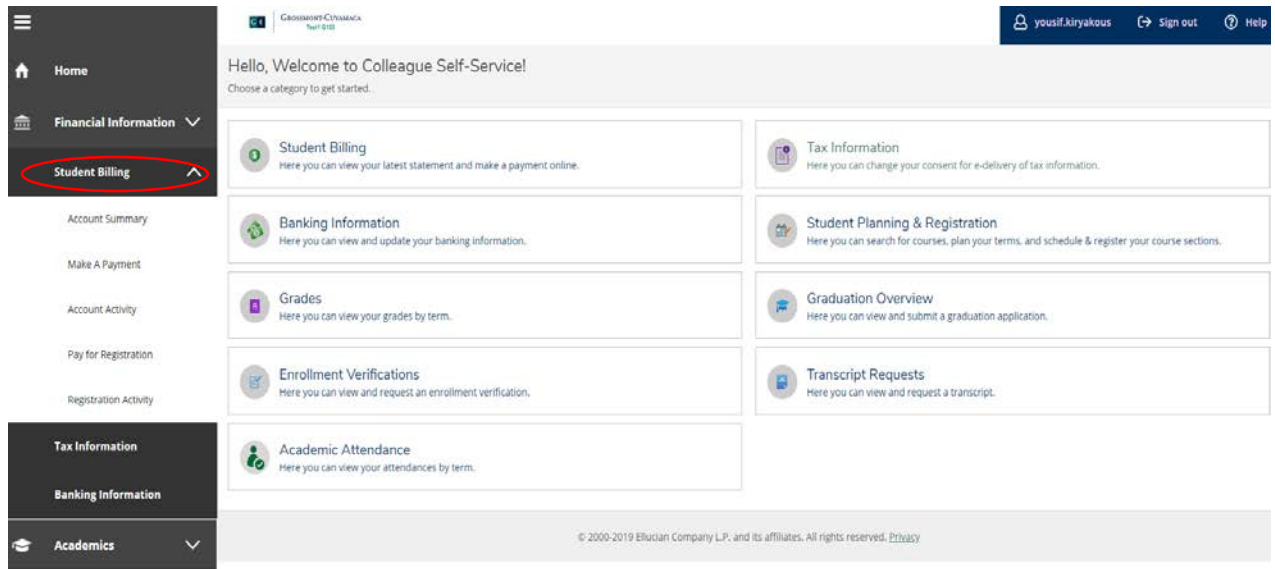 GROSSMONT-CUYAMACA
yousif.kiryakous
Sign out
Help
Home
Financial Information
Student Billing
Account Summary
Make A Payment
Account Activity
Pay for Registration
Registration Activity
Tax Information
Banking Information
Academics
Hello, Welcome to Colleague Self-Service!
Choose a category to get started.
Student Billing
Here you can view your latest statement and make a payment online.
Tax Information
Here you can change your consent for e-delivery of tax information.
Banking Information
Here you can view and update your banking information.
Student Planning & Registration
Here you can search for courses, plan your terms, and schedule & register your course sections.
Grades
Here you can view your grades by term.
Graduation Overview
Here you can view and submit a graduation application.
Enrollment Verifications
Here you can view and request an enrollment verification.
Transcript Requests
Here you can view and request a transcript.
Academic Attendance
Here you can view your attendances by term.
© 2000-2019 Ellucian Company L.P. and its affiliates. All rights reserved. Privacy